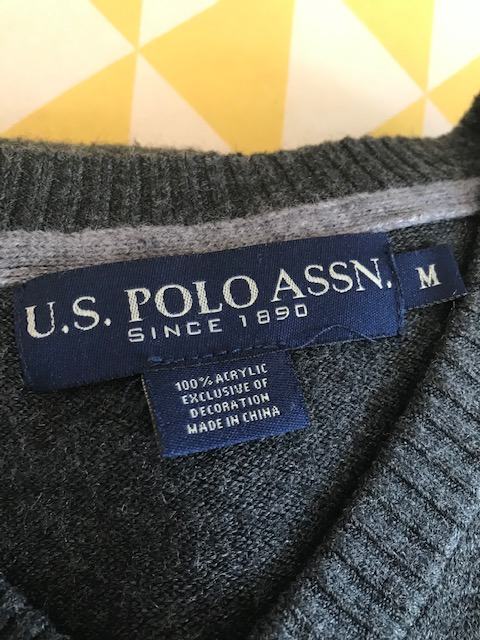 U.S. POLO ASSN.
SINCE 1890
M
100% ACRYLIC
EXCLUSIVE OF
DECORATION
MADE IN CHINA